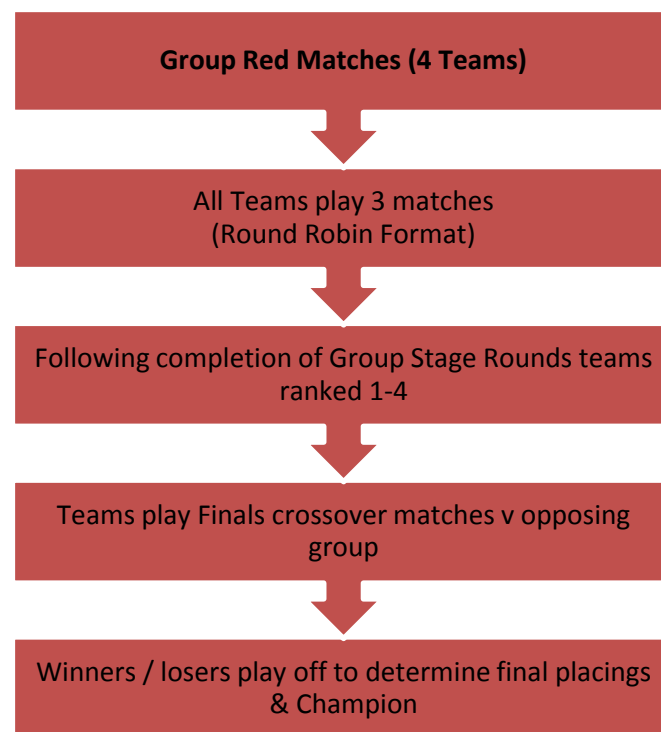 Group Red Matches (4 Teams)
All Teams play 3 matches
(Round Robin Format)
Following completion of Group Stage Rounds teams
ranked 1-4
Teams play Finals crossover matches v opposing
group
Winners / losers play off to determine final placings
& Champion